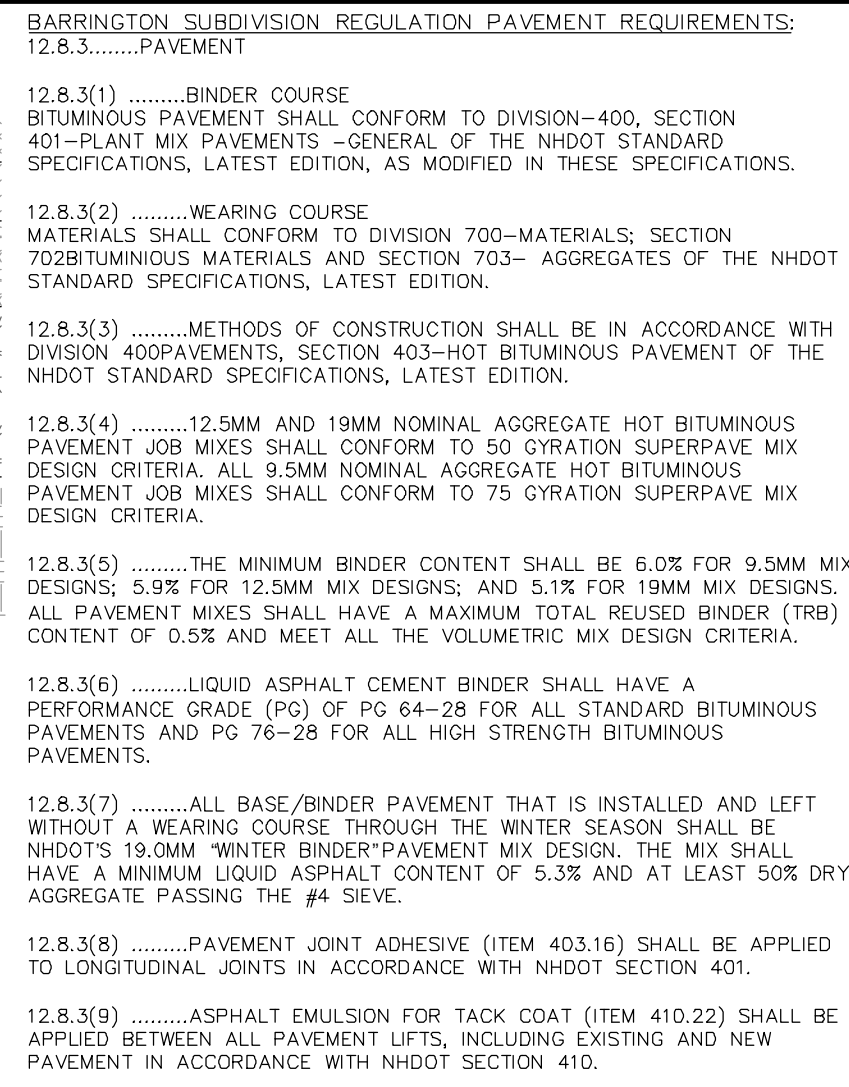 BARRINGTON SUBDIVISION REGULATION PAVEMENT REQUIREMENTS:
12.8.3........PAVEMENT
12.8.3(1) .........BINDER COURSE
BITUMINOUS PAVEMENT SHALL CONFORM TO DIVISION-400, SECTION
401-PLANT MIX PAVEMENTS -GENERAL OF THE NHDOT STANDARD
SPECIFICATIONS, LATEST EDITION, AS MODIFIED IN THESE SPECIFICATIONS.
12.8.3(2) .........WEARING COURSE
MATERIALS SHALL CONFORM TO DIVISION 700-MATERIALS; SECTION
702BITUMINIOUS MATERIALS AND SECTION 703- AGGREGATES OF THE NHDOT
STANDARD SPECIFICATIONS, LATEST EDITION.
12.8.3(3) .........METHODS OF CONSTRUCTION SHALL BE IN ACCORDANCE WITH
DIVISION 400PAVEMENTS, SECTION 403-HOT BITUMINOUS PAVEMENT OF THE
NHDOT STANDARD SPECIFICATIONS, LATEST EDITION.
12.8.3(4) .........12.5MM AND 19MM NOMINAL AGGREGATE HOT BITUMINOUS
PAVEMENT JOB MIXES SHALL CONFORM TO 50 GYRATION SUPERPAVE MIX
DESIGN CRITERIA. ALL 9.5MM NOMINAL AGGREGATE HOT BITUMINOUS
PAVEMENT JOB MIXES SHALL CONFORM TO 75 GYRATION SUPERPAVE MIX
DESIGN CRITERIA.
12.8.3(5) .........THE MINIMUM BINDER CONTENT SHALL BE 6.0% FOR 9.5MM MIX
DESIGNS; 5.9% FOR 12.5MM MIX DESIGNS; AND 5.1% FOR 19MM MIX DESIGNS.
ALL PAVEMENT MIXES SHALL HAVE A MAXIMUM TOTAL REUSED BINDER (TRB)
CONTENT OF 0.5% AND MEET ALL THE VOLUMETRIC MIX DESIGN CRITERIA.
12.8.3(6) .........LIQUID ASPHALT CEMENT BINDER SHALL HAVE A
PERFORMANCE GRADE (PG) OF PG 64-28 FOR ALL STANDARD BITUMINOUS
PAVEMENTS AND PG 76-28 FOR ALL HIGH STRENGTH BITUMINOUS
PAVEMENTS.
12.8.3(7) .........ALL BASE/BINDER PAVEMENT THAT IS INSTALLED AND LEFT
WITHOUT A WEARING COURSE THROUGH THE WINTER SEASON SHALL BE
NHDOT'S 19.0MM "WINTER BINDER"PAVEMENT MIX DESIGN. THE MIX SHALL
HAVE A MINIMUM LIQUID ASPHALT CONTENT OF 5.3% AND AT LEAST 50% DRY
AGGREGATE PASSING THE #4 SIEVE.
12.8.3(8) .........PAVEMENT JOINT ADHESIVE (ITEM 403.16) SHALL BE APPLIED
TO LONGITUDINAL JOINTS IN ACCORDANCE WITH NHDOT SECTION 401.
12.8.3(9) .........ASPHALT EMULSION FOR TACK COAT (ITEM 410.22) SHALL BE
APPLIED BETWEEN ALL PAVEMENT LIFTS, INCLUDING EXISTING AND NEW
PAVEMENT IN ACCORDANCE WITH NHDOT SECTION 410.